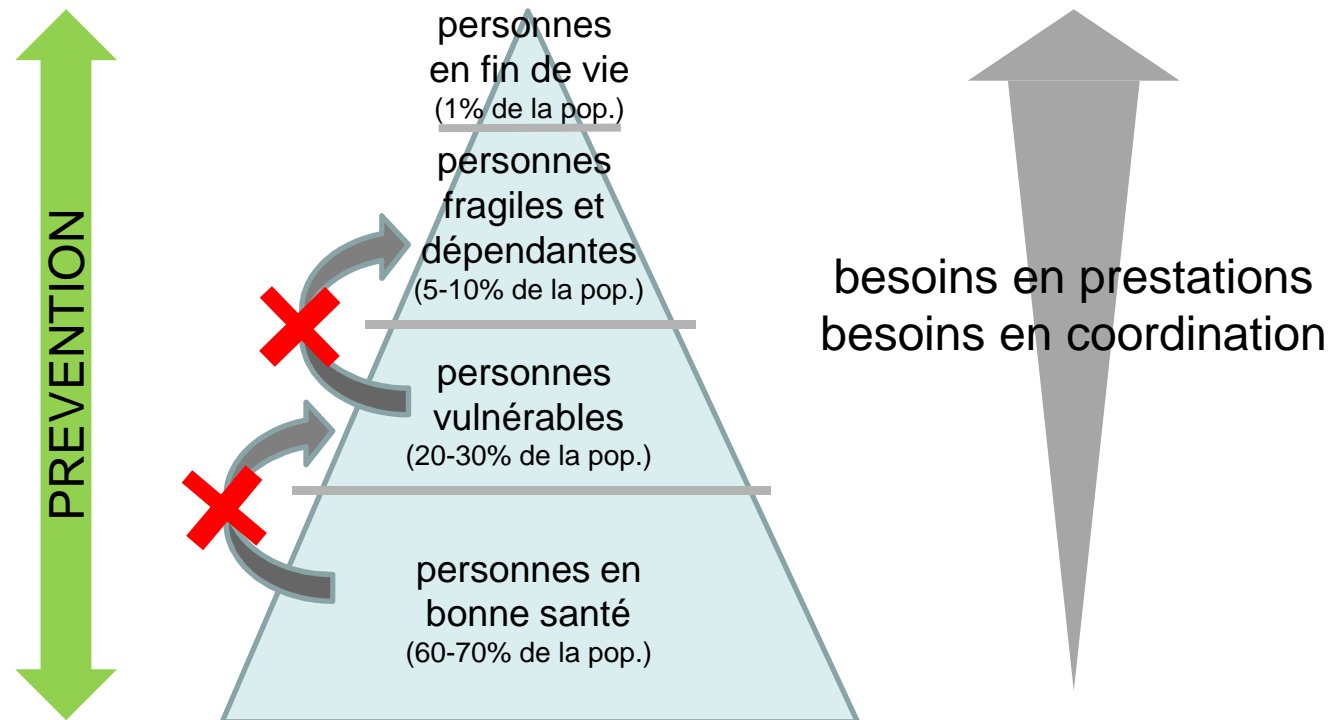 PREVENTION
personnes
en fin de vie
(1% de la pop.)
personnes
fragiles et
dépendantes
(5-10% de la pop.)
personnes
vulnérables
(20-30% de la pop.)
personnes en
bonne santé
(60-70% de la pop.)
besoins en prestations
besoins en coordination